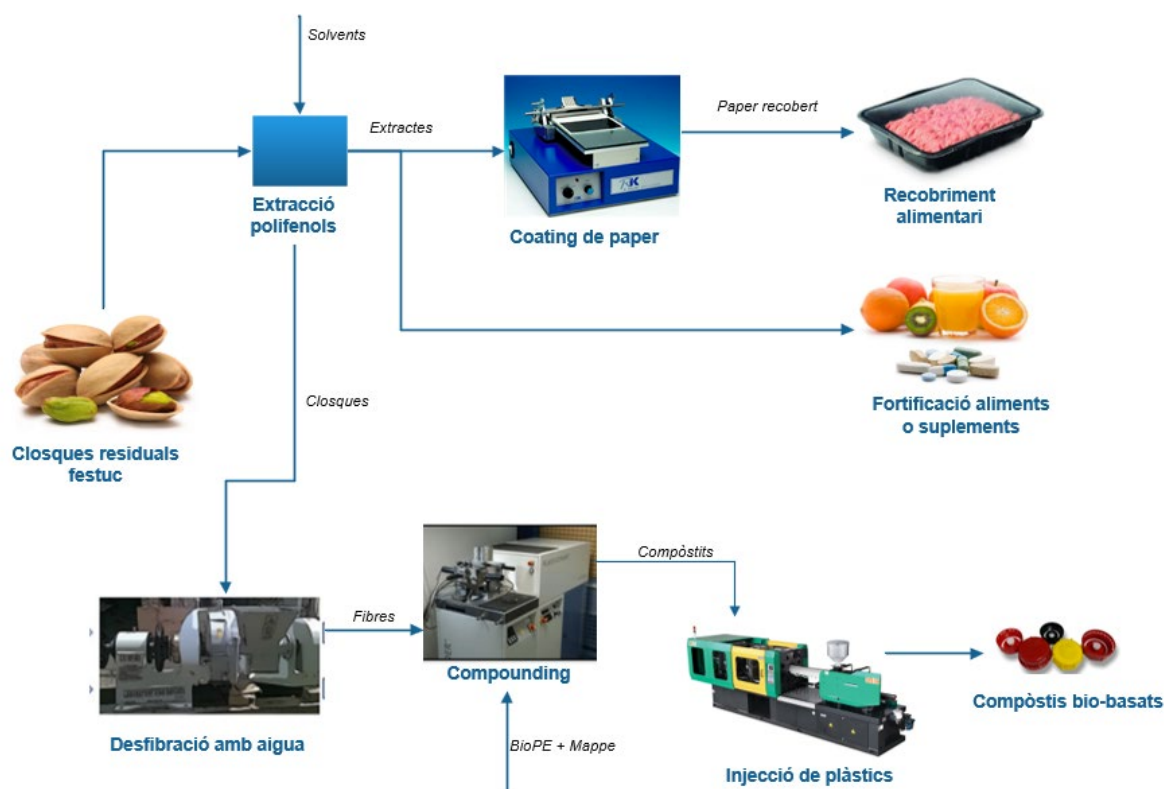 Solvents
Extractes
Paper recobert
Extracció
polifenols
Coating de paper
Recobriment
alimentari
Closques
Closques residuals
festuc
Fortificació aliments
o suplements
Fibres
Compòstits
Compounding
Desfibració amb aigua
BioPE + Mappe
Injecció de plàstics
Compòstis bio-basats